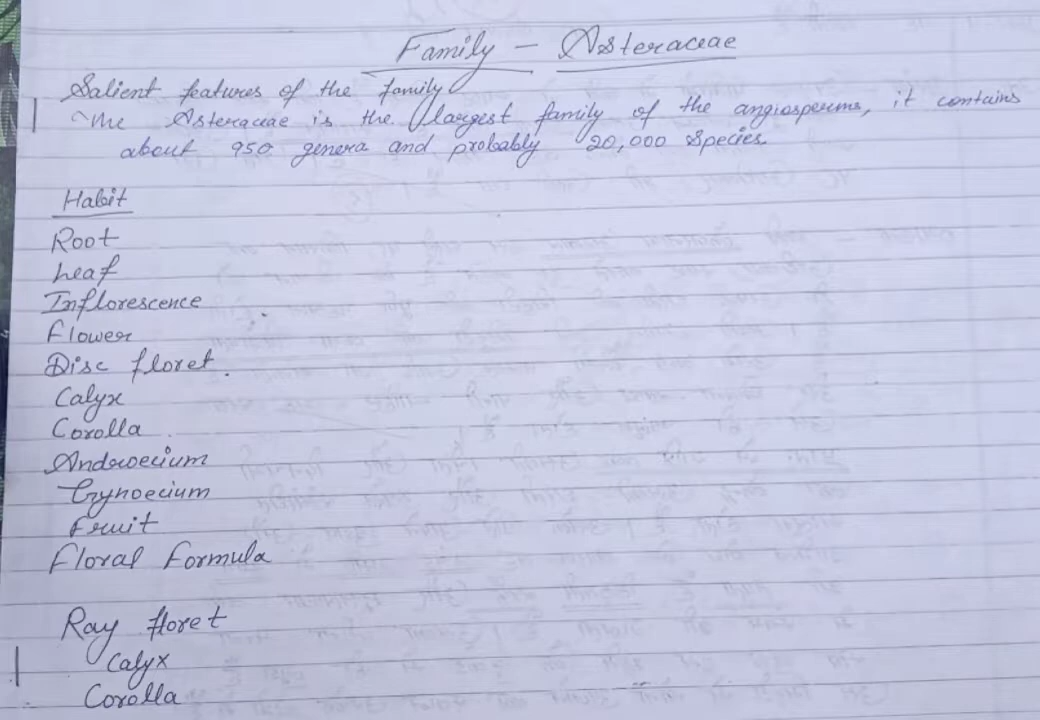 Family - Asteraceae
Salient features of the family
The Asteraceae is the largest family of the angiosperms, it contains
about 950 genera and probably 20,000 species.
Habit
Root
Leaf
Inflorescence
Flower
Disc floret.
Calyx
Corolla
Androecium
Gynoecium
Fruit
Floral Formula
Ray floret
Calyx
Corolla